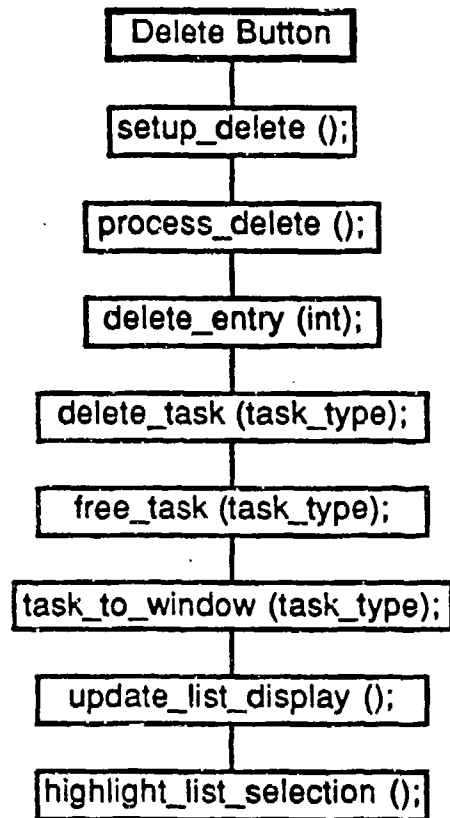 Delete Button
setup_delete ();
process_delete ();
delete_entry (int);
delete_task (task_type);
free_task (task_type);
task_to_window (task_type);
update_list_display ();
highlight_list_selection ();